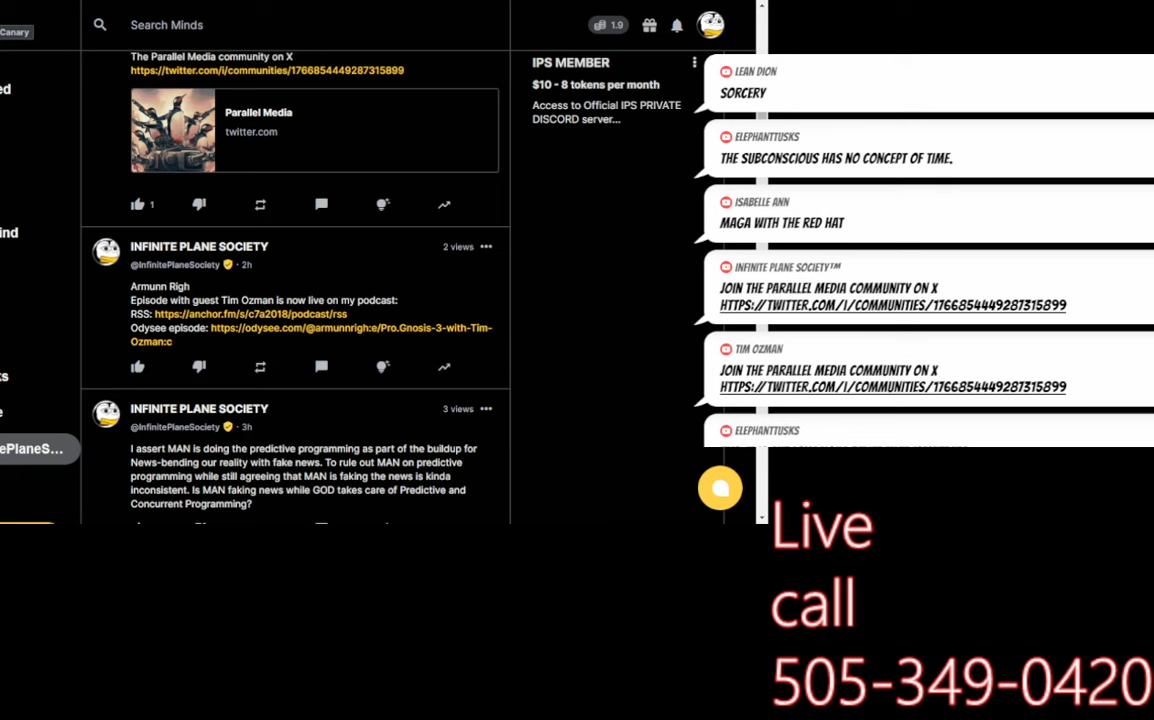 Canary
Search Minds
1.9
ed
ind
ks
e
ePlaneS...
The Parallel Media community on X
https://twitter.com/i/communities/1766854449287315899
Parallel Media
twitter.com
1
INFINITE PLANE SOCIETY
2 views
@InfinitePlaneSociety · 2h
Armunn Righ
Episode with guest Tim Ozman is now live on my podcast:
RSS: https://anchor.fm/s/c7a2018/podcast/rss
Odysee episode: https://odysee.com/@armunnrigh:e/Pro.Gnosis-3-with-Tim-
Ozman:c
INFINITE PLANE SOCIETY
3 views
@InfinitePlaneSociety · 3h
I assert MAN is doing the predictive programming as part of the buildup for
News-bending our reality with fake news. To rule out MAN on predictive
programming while still agreeing that MAN is faking the news is kinda
inconsistent. Is MAN faking news while GOD takes care of Predictive and
Concurrent Programming?
IPS MEMBER
$10 - 8 tokens per month
Access to Official IPS PRIVATE
DISCORD server...
LEAN DION
SORCERY
ELEPHANTTUSKS
THE SUBCONSCIOUS HAS NO CONCEPT OF TIME.
ISABELLE ANN
MAGA WITH THE RED HAT
INFINITE PLANE SOCIETY™
JOIN THE PARALLEL MEDIA COMMUNITY ON X
HTTPS://TWITTER.COM/I/COMMUNITIES/1766854449287315899
TIM OZMAN
JOIN THE PARALLEL MEDIA COMMUNITY ON X
HTTPS://TWITTER.COM/I/COMMUNITIES/1766854449287315899
ELEPHANTTUSKS
Live
call
505-349-0420